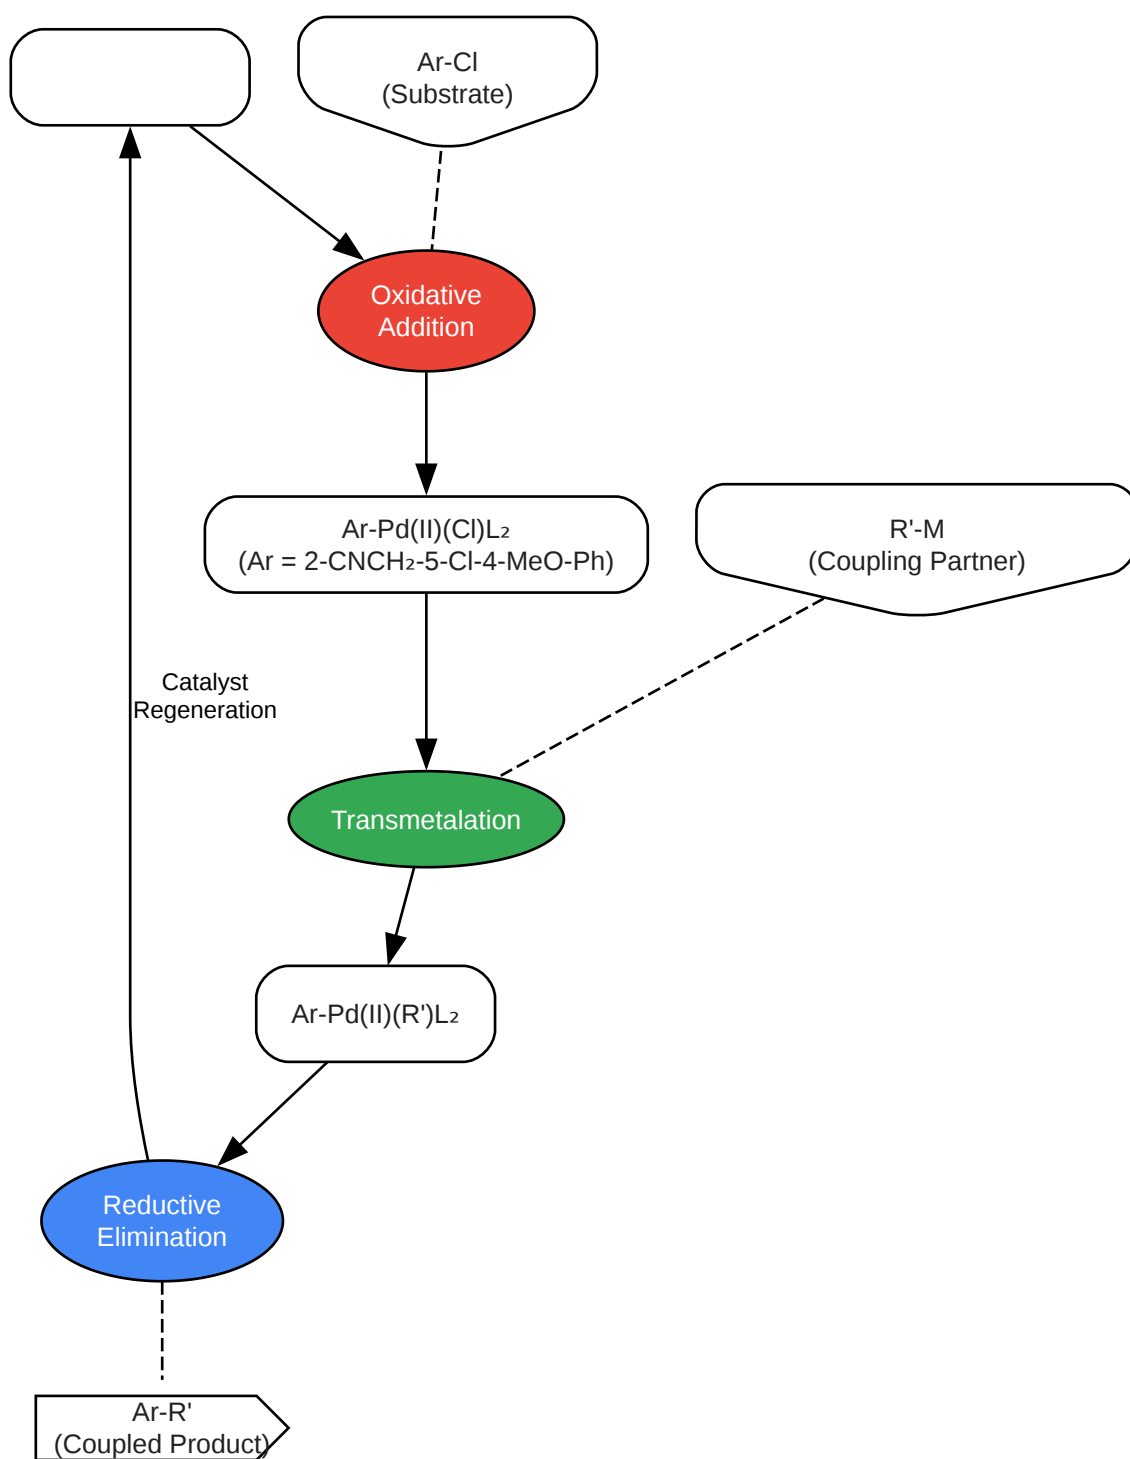 Ar-Cl
(Substrate)
Oxidative
Addition
Ar-Pd(II)(Cl)L₂
(Ar = 2-CNCH₂-5-Cl-4-MeO-Ph)
R'-M
(Coupling Partner)
Catalyst
Regeneration
Transmetalation
Ar-Pd(II)(R')L₂
Reductive
Elimination
Ar-R'
(Coupled Product)